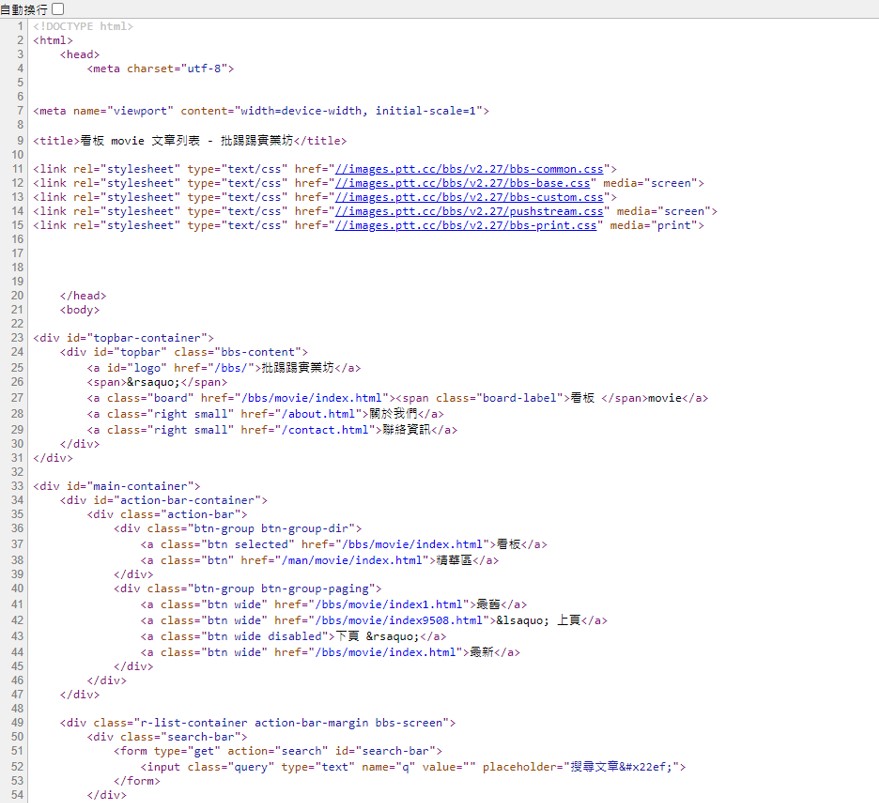 自動換行
1 <!DOCTYPE html>
2 <html>
3 <head>
4 <meta charset="utf-8">
5
6
7 <meta name="viewport" content="width=device-width, initial-scale=1">
8
9 <title>看板 movie 文章列表 - 批踢踢實業坊</title>
10
11 <link rel="stylesheet" type="text/css" href="//images.ptt.cc/bbs/v2.27/bbs-common.css">
12 <link rel="stylesheet" type="text/css" href="//images.ptt.cc/bbs/v2.27/bbs-base.css" media="screen">
13 <link rel="stylesheet" type="text/css" href="//images.ptt.cc/bbs/v2.27/bbs-custom.css">
14 <link rel="stylesheet" type="text/css" href="//images.ptt.cc/bbs/v2.27/pushstream.css" media="screen">
15 <link rel="stylesheet" type="text/css" href="//images.ptt.cc/bbs/v2.27/bbs-print.css" media="print">
16
17
18
19
20 </head>
21 <body>
22
23 <div id="topbar-container">
24 <div id="topbar" class="bbs-content">
25 <a id="logo" href="/bbs/">批踢踢實業坊</a>
26 <span>&rsaquo;</span>
27 <a class="board" href="/bbs/movie/index.html"><span class="board-label">看板 </span>movie</a>
28 <a class="right small" href="/about.html">關於我們</a>
29 <a class="right small" href="/contact.html">聯絡資訊</a>
30 </div>
31 </div>
32
33 <div id="main-container">
34 <div id="action-bar-container">
35 <div class="action-bar">
36 <div class="btn-group btn-group-dir">
37 <a class="btn selected" href="/bbs/movie/index.html">看板</a>
38 <a class="btn" href="/man/movie/index.html">精華區</a>
39 </div>
40 <div class="btn-group btn-group-paging">
41 <a class="btn wide" href="/bbs/movie/index1.html">最舊</a>
42 <a class="btn wide" href="/bbs/movie/index9508.html">&lsaquo; 上頁</a>
43 <a class="btn wide disabled">下頁 &rsaquo;</a>
44 <a class="btn wide" href="/bbs/movie/index.html">最新</a>
45 </div>
46 </div>
47 </div>
48
49 <div class="r-list-container action-bar-margin bbs-screen">
50 <div class="search-bar">
51 <form type="get" action="search" id="search-bar">
52 <input class="query" type="text" name="q" value="" placeholder="搜尋文章&#x22ef;">
53 </form>
54 </div>